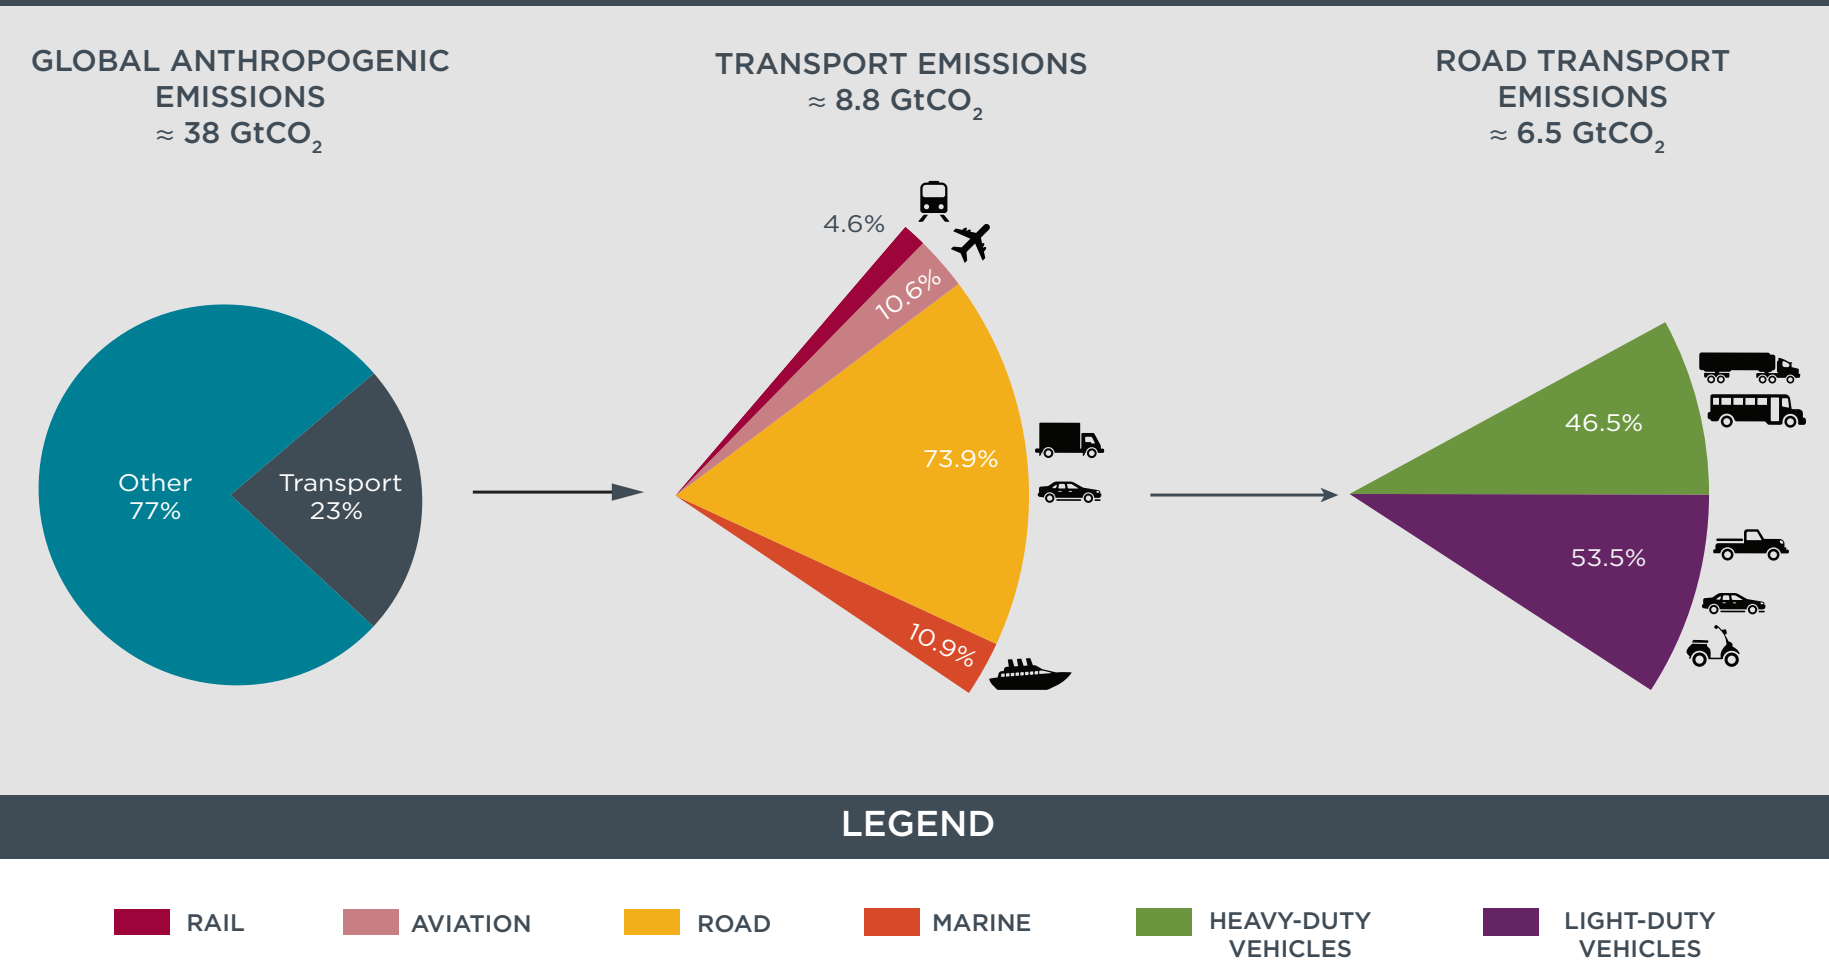 GLOBAL ANTHROPOGENIC
EMISSIONS
≈ 38 GtCO₂
TRANSPORT EMISSIONS
≈ 8.8 GtCO₂
ROAD TRANSPORT
EMISSIONS
≈ 6.5 GtCO₂
Other
77%
Transport
23%
4.6%
10.6%
73.9%
10.9%
46.5%
53.5%
LEGEND
RAIL
AVIATION
ROAD
MARINE
HEAVY-DUTY
VEHICLES
LIGHT-DUTY
VEHICLES